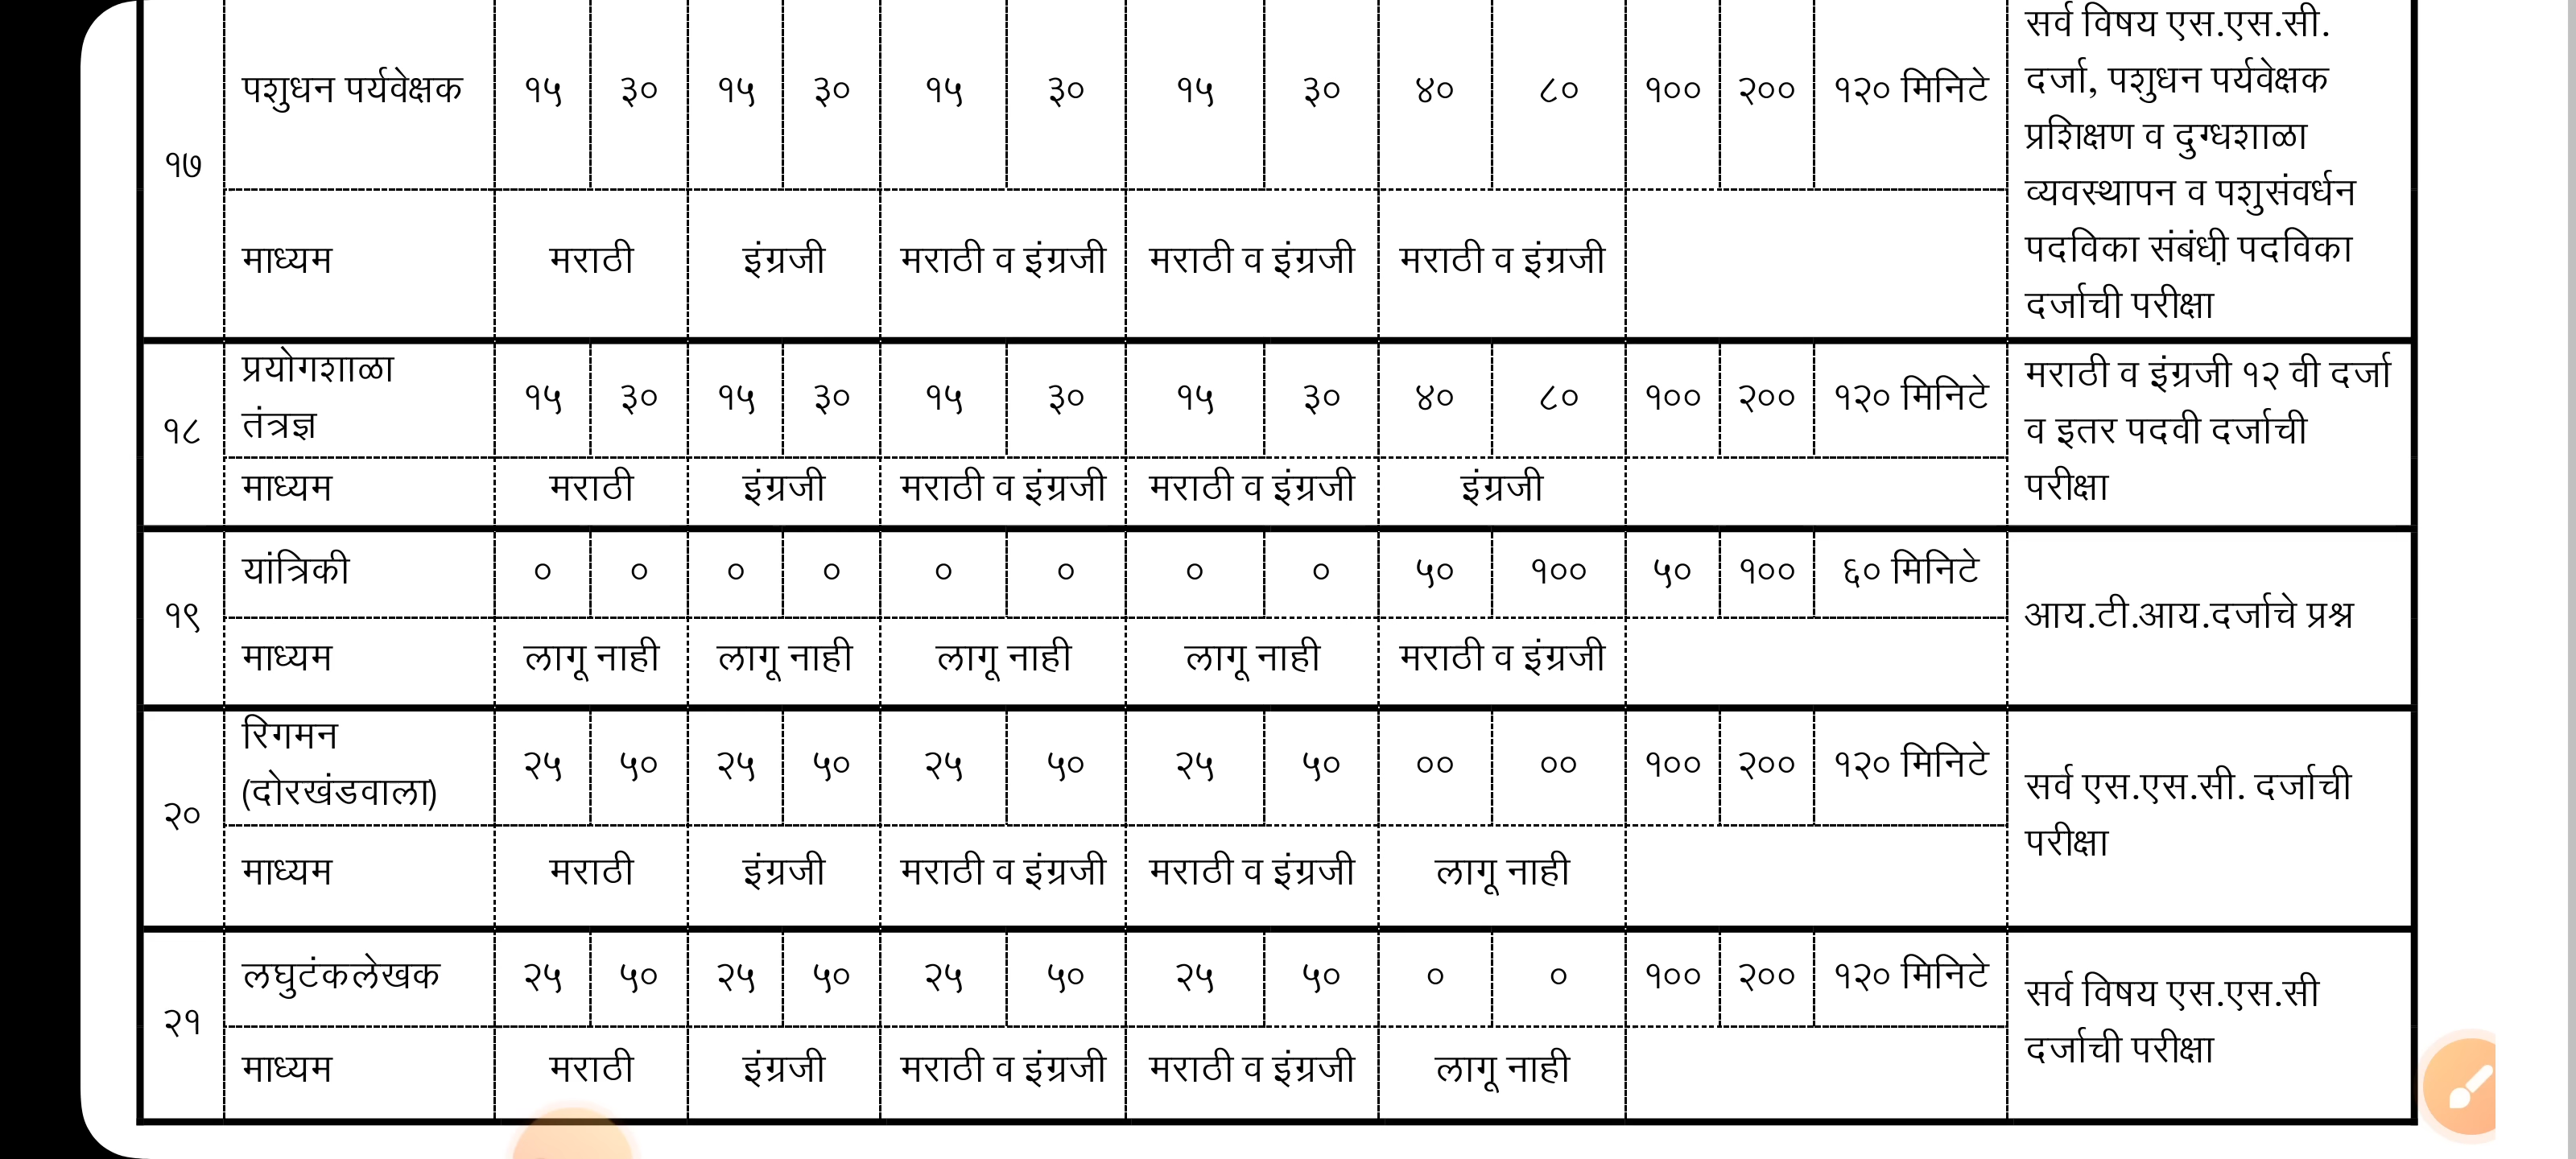 सर्व विषय एस.एस.सी.
पशुधन पर्यवेक्षक १५ ३० १५ ३० १५ ३० १५ ३० ४० ८० १०० २०० १२० मिनिटे दर्जा, पशुधन पर्यवेक्षक
प्रशिक्षण व दुग्धशाळा
१७
व्यवस्थापन व पशुसंवर्धन
माध्यम मराठी इंग्रजी मराठी व इंग्रजी मराठी व इंग्रजी मराठी व इंग्रजी पदविका संबंधी़ पदविका
दर्जाची परीक्षा
प्रयोगशाळा
तंत्रज्ञ
१८ १५ ३० १५ ३० १५ ३० १५ ३० ४० ८० १०० २०० १२० मिनिटे
मराठी व इंग्रजी १२ वी दर्जा
व इतर पदवी दर्जाची
परीक्षा
माध्यम मराठी इंग्रजी मराठी व इंग्रजी मराठी व इंग्रजी इंग्रजी
यांत्रिकी ० ० ० ० ० ० ० ० ५० १०० ५० १०० ६० मिनिटे
१९ आय.टी.आय.दर्जाचे प्रश्न
माध्यम लागू नाही लागू नाही लागू नाही लागू नाही मराठी व इंग्रजी
रिगमन
(दोरखंडवाला)
२० २५ ५० २५ ५० २५ ५० २५ ५० ०० ०० १०० २०० १२० मिनिटे
सर्व एस.एस.सी. दर्जाची
परीक्षा
माध्यम मराठी इंग्रजी मराठी व इंग्रजी मराठी व इंग्रजी लागू नाही
लघुटंकलेखक २५ ५० २५ ५० २५ ५० २५ ५० ० ० १०० २०० १२० मिनिटे
२१ सर्व विषय एस.एस.सी
दर्जाची परीक्षा
माध्यम मराठी इंग्रजी मराठी व इंग्रजी मराठी व इंग्रजी लागू नाही